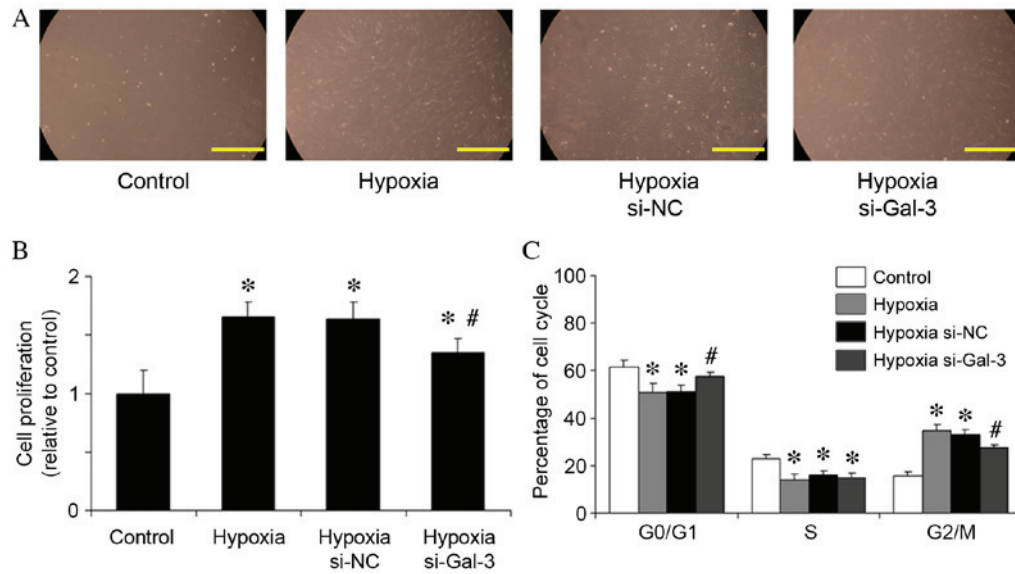 A
Control
Hypoxia
Hypoxia
si-NC
Hypoxia
si-Gal-3
B
Cell proliferation
(relative to control)
2
1
0
*
*
* #
Control
Hypoxia
Hypoxia
si-NC
Hypoxia
si-Gal-3
C
Percentage of cell cycle
100
80
60
40
20
0
Control
Hypoxia
Hypoxia si-NC
Hypoxia si-Gal-3
* * #
* * *
* * #
G0/G1
S
G2/M